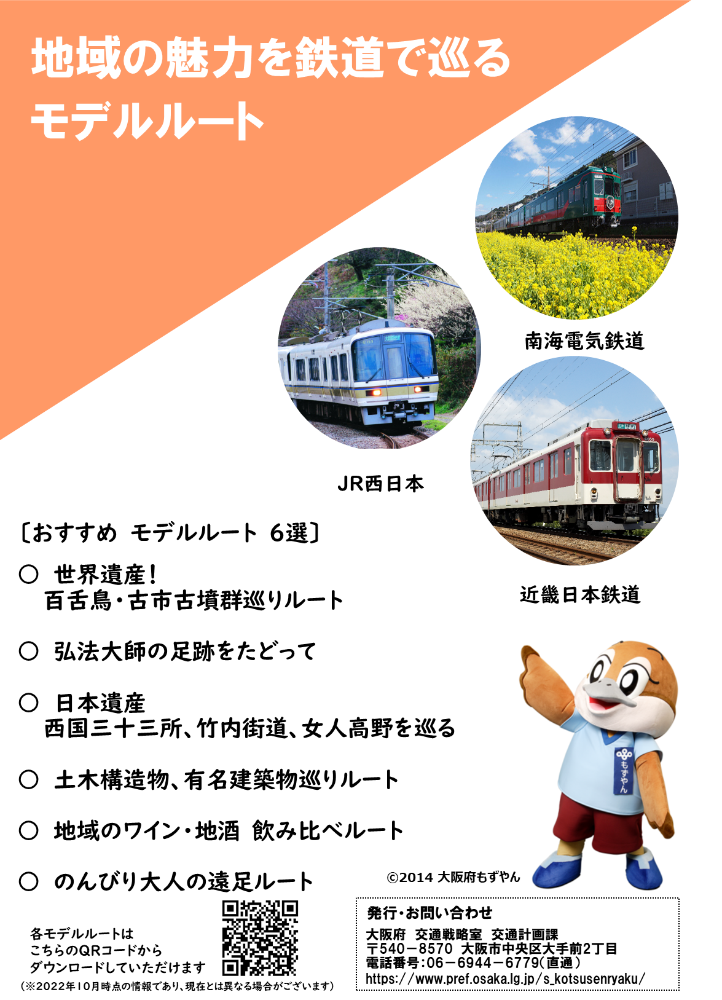 地域の魅力を鉄道で巡る
モデルルート
南海電気鉄道
JR西日本
近畿日本鉄道
〔おすすめ モデルルート 6選〕
○ 世界遺産！
百舌鳥・古市古墳群巡りルート
○ 弘法大師の足跡をたどって
○ 日本遺産
西国三十三所、竹内街道、女人高野を巡る
○ 土木構造物、有名建築物巡りルート
○ 地域のワイン・地酒 飲み比べルート
○ のんびり大人の遠足ルート
もずやん
©2014 大阪府もずやん
各モデルルートは
こちらのQRコードから
ダウンロードしていただけます
（※2022年10月時点の情報であり、現在とは異なる場合がございます）
発行・お問い合わせ
大阪府 交通戦略室 交通計画課
〒540－8570 大阪市中央区大手前2丁目
電話番号：06－6944－6779（直通）
https://www.pref.osaka.lg.jp/s_kotsusenryaku/